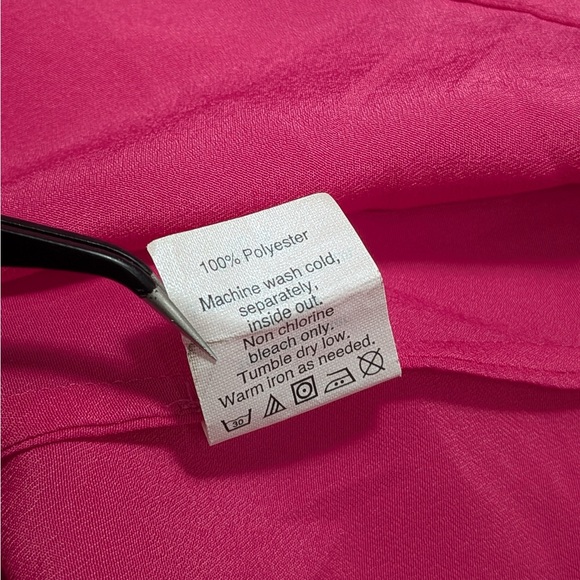 100% Polyester
Machine wash cold,
separately,
inside out.
Non chlorine
bleach only.
Tumble dry low.
Warm iron as needed.
30